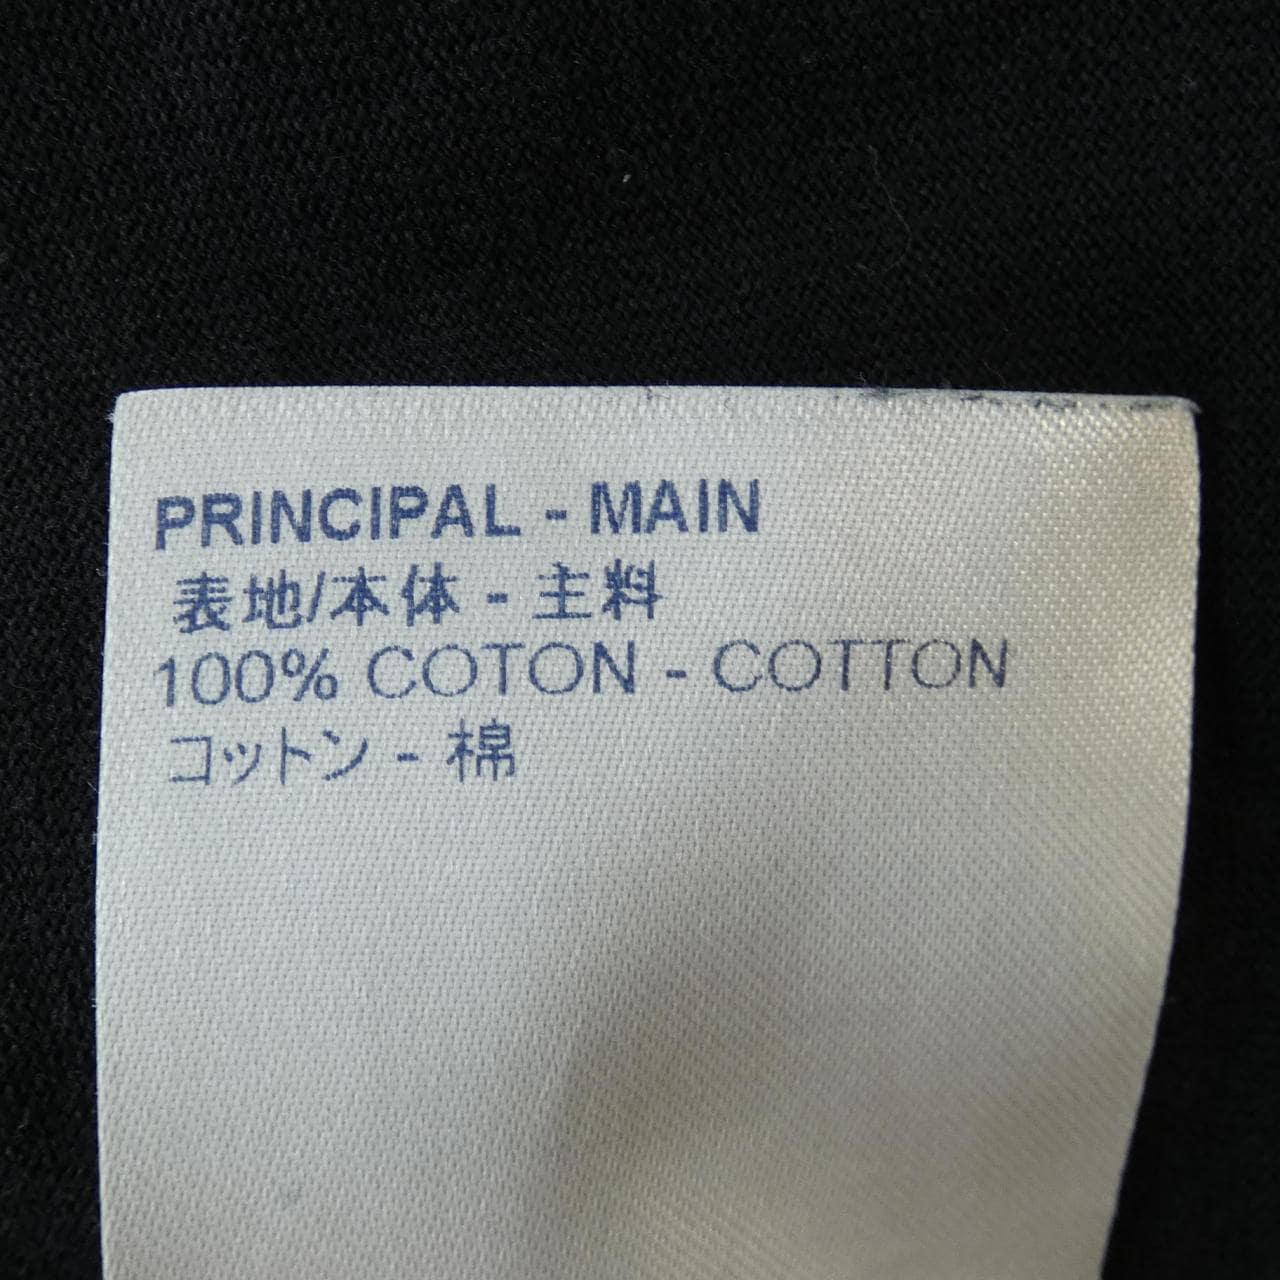 PRINCIPAL - MAIN
表地/本体 - 主料
100% COTON - COTTON
コットン - 棉